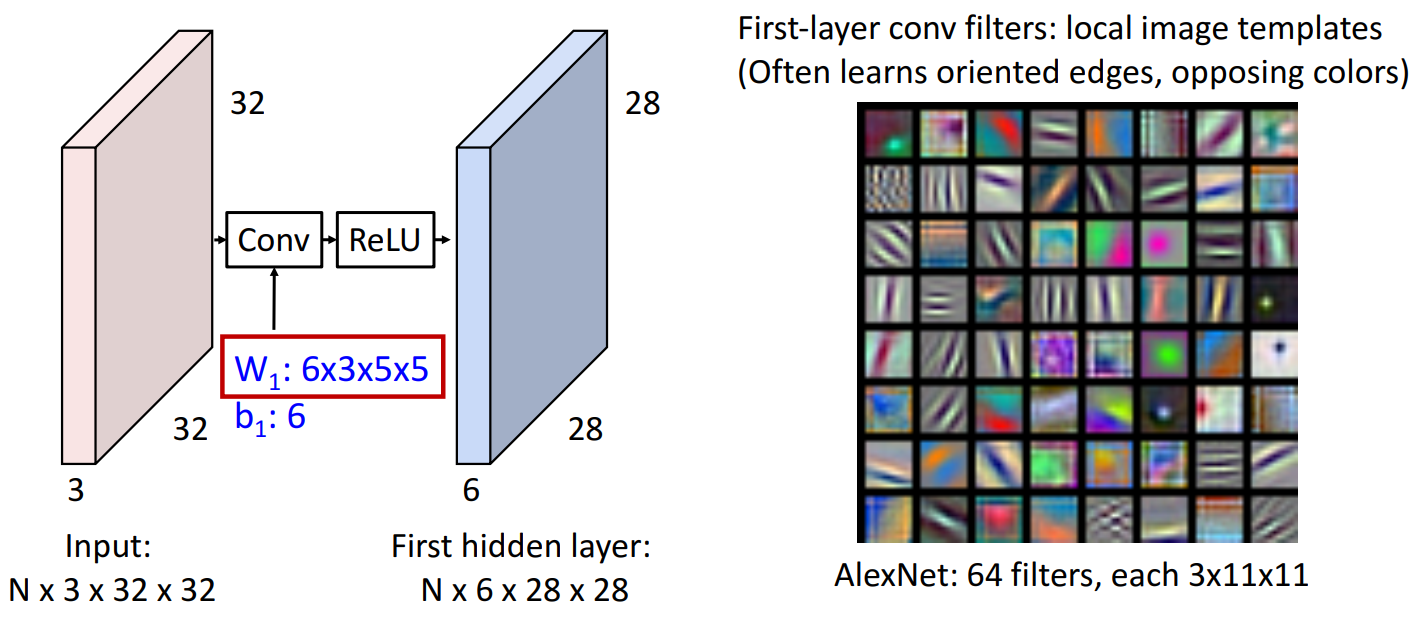 32
32
3
Input:
N x 3 x 32 x 32
Conv
ReLU
W₁: 6x3x5x5
b₁: 6
28
28
6
First hidden layer:
N x 6 x 28 x 28
First-layer conv filters: local image templates
(Often learns oriented edges, opposing colors)
AlexNet: 64 filters, each 3x11x11